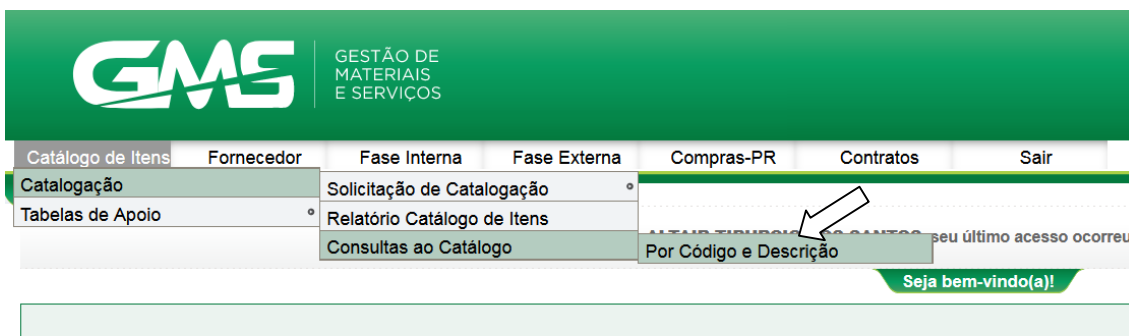 GMS
GESTÃO DE
MATERIAIS
E SERVIÇOS
Catálogo de Itens Fornecedor Fase Interna Fase Externa Compras-PR Contratos Sair
Catalogação Solicitação de Catalogação
Tabelas de Apoio Relatório Catálogo de Itens
Consultas ao Catálogo Por Código e Descrição
seu último acesso ocorreu
Seja bem-vindo(a)!